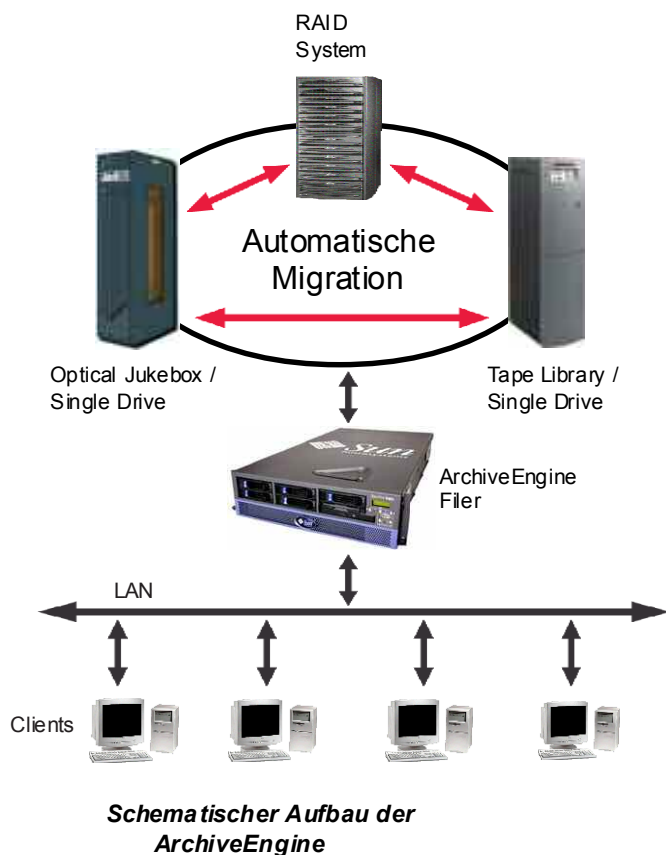 RAID
System
Automatische
Migration
Optical Jukebox /
Single Drive
Tape Library /
Single Drive
Sun
ArchiveEngine
Filer
LAN
Clients
Schematischer Aufbau der
ArchiveEngine